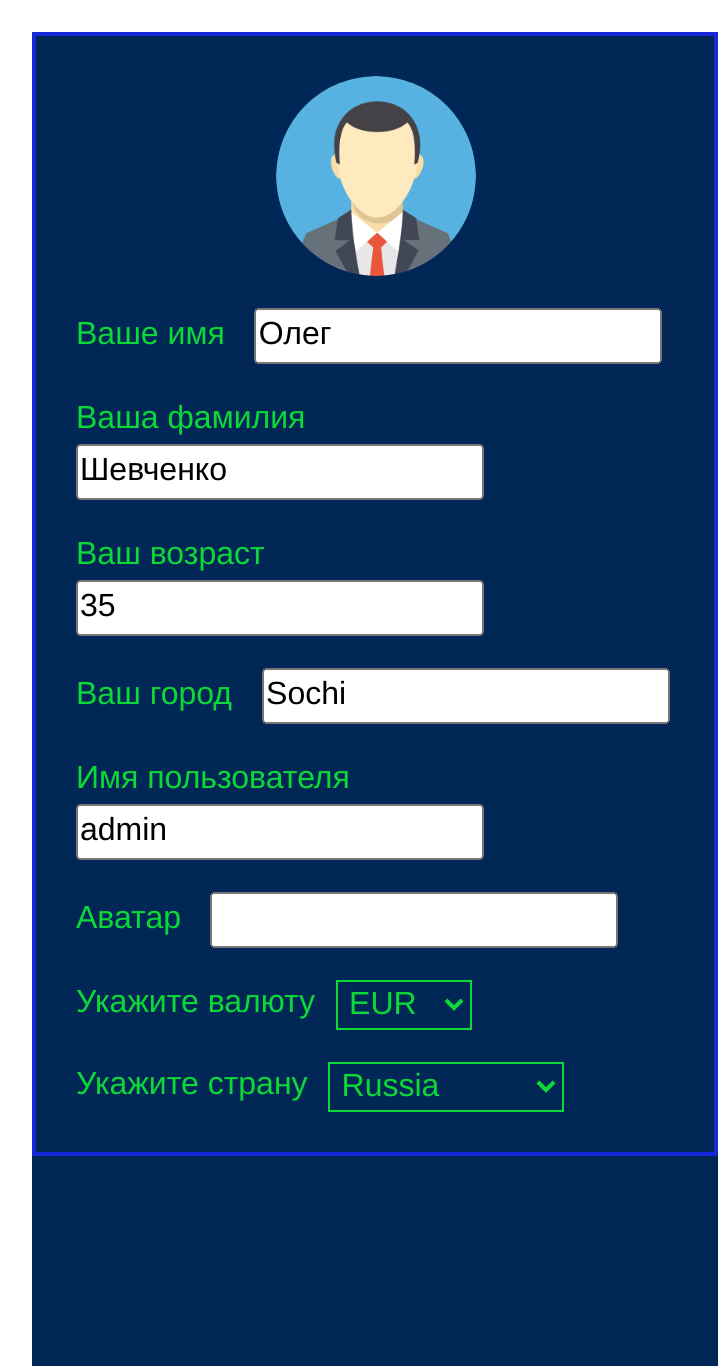 Ваше имя Олег
Ваша фамилия
Шевченко
Ваш возраст
35
Ваш город Sochi
Имя пользователя
admin
Аватар
Укажите валюту EUR
Укажите страну Russia